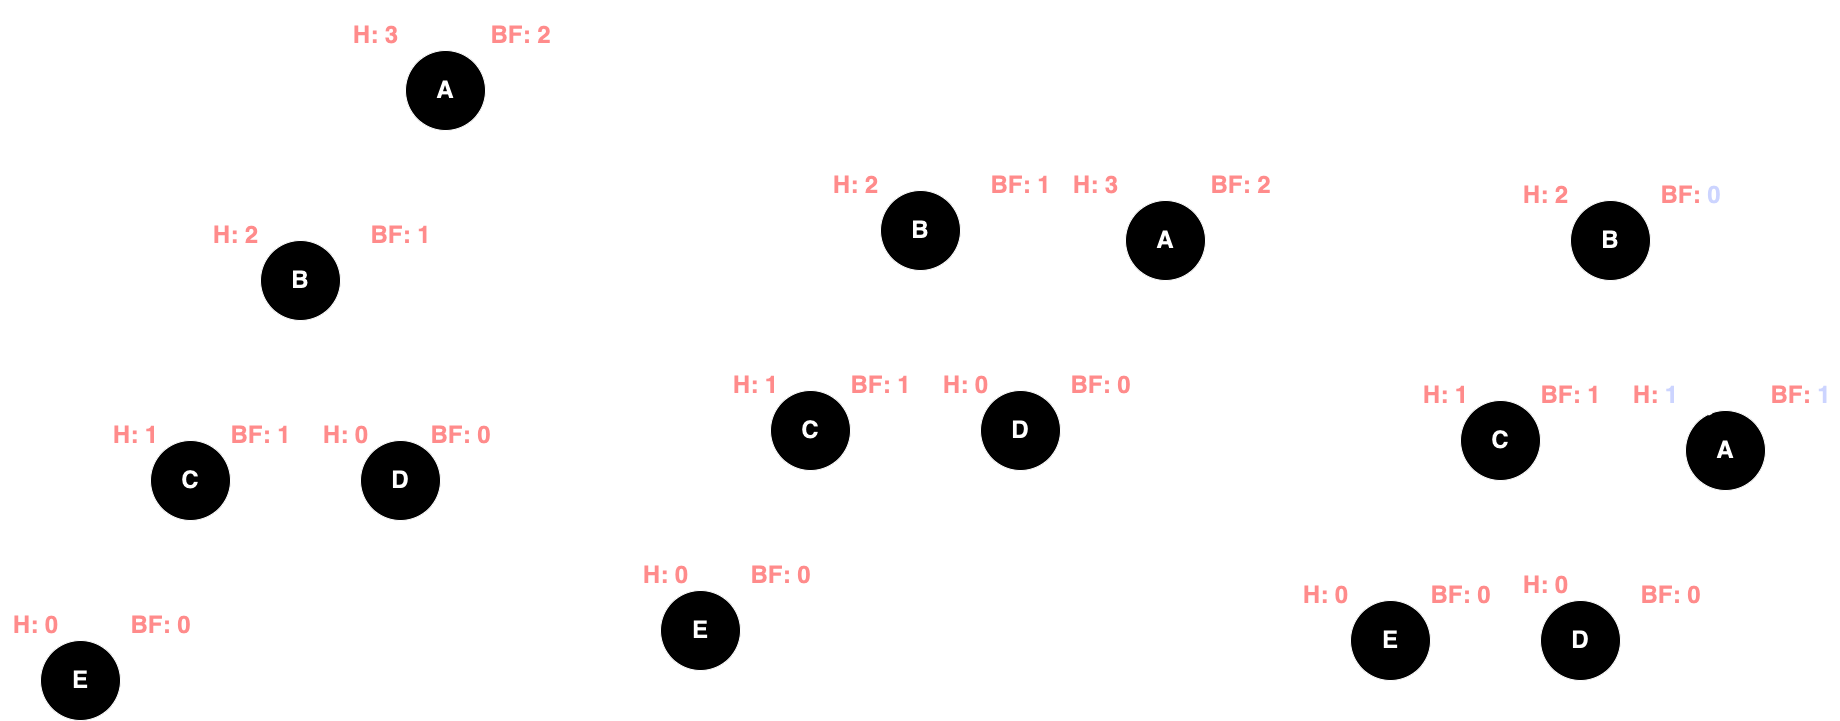 H: 3 BF: 2
A
H: 2 BF: 1
B
H: 1 BF: 1 H: 0 BF: 0
C D
H: 0 BF: 0
E
H: 2 BF: 1 H: 3 BF: 2
B A
H: 1 BF: 1 H: 0 BF: 0
C D
H: 0 BF: 0
E
H: 2 BF: 0
B
H: 1 BF: 1 H: 1 BF: 1
C A
H: 0 BF: 0 H: 0 BF: 0
E D